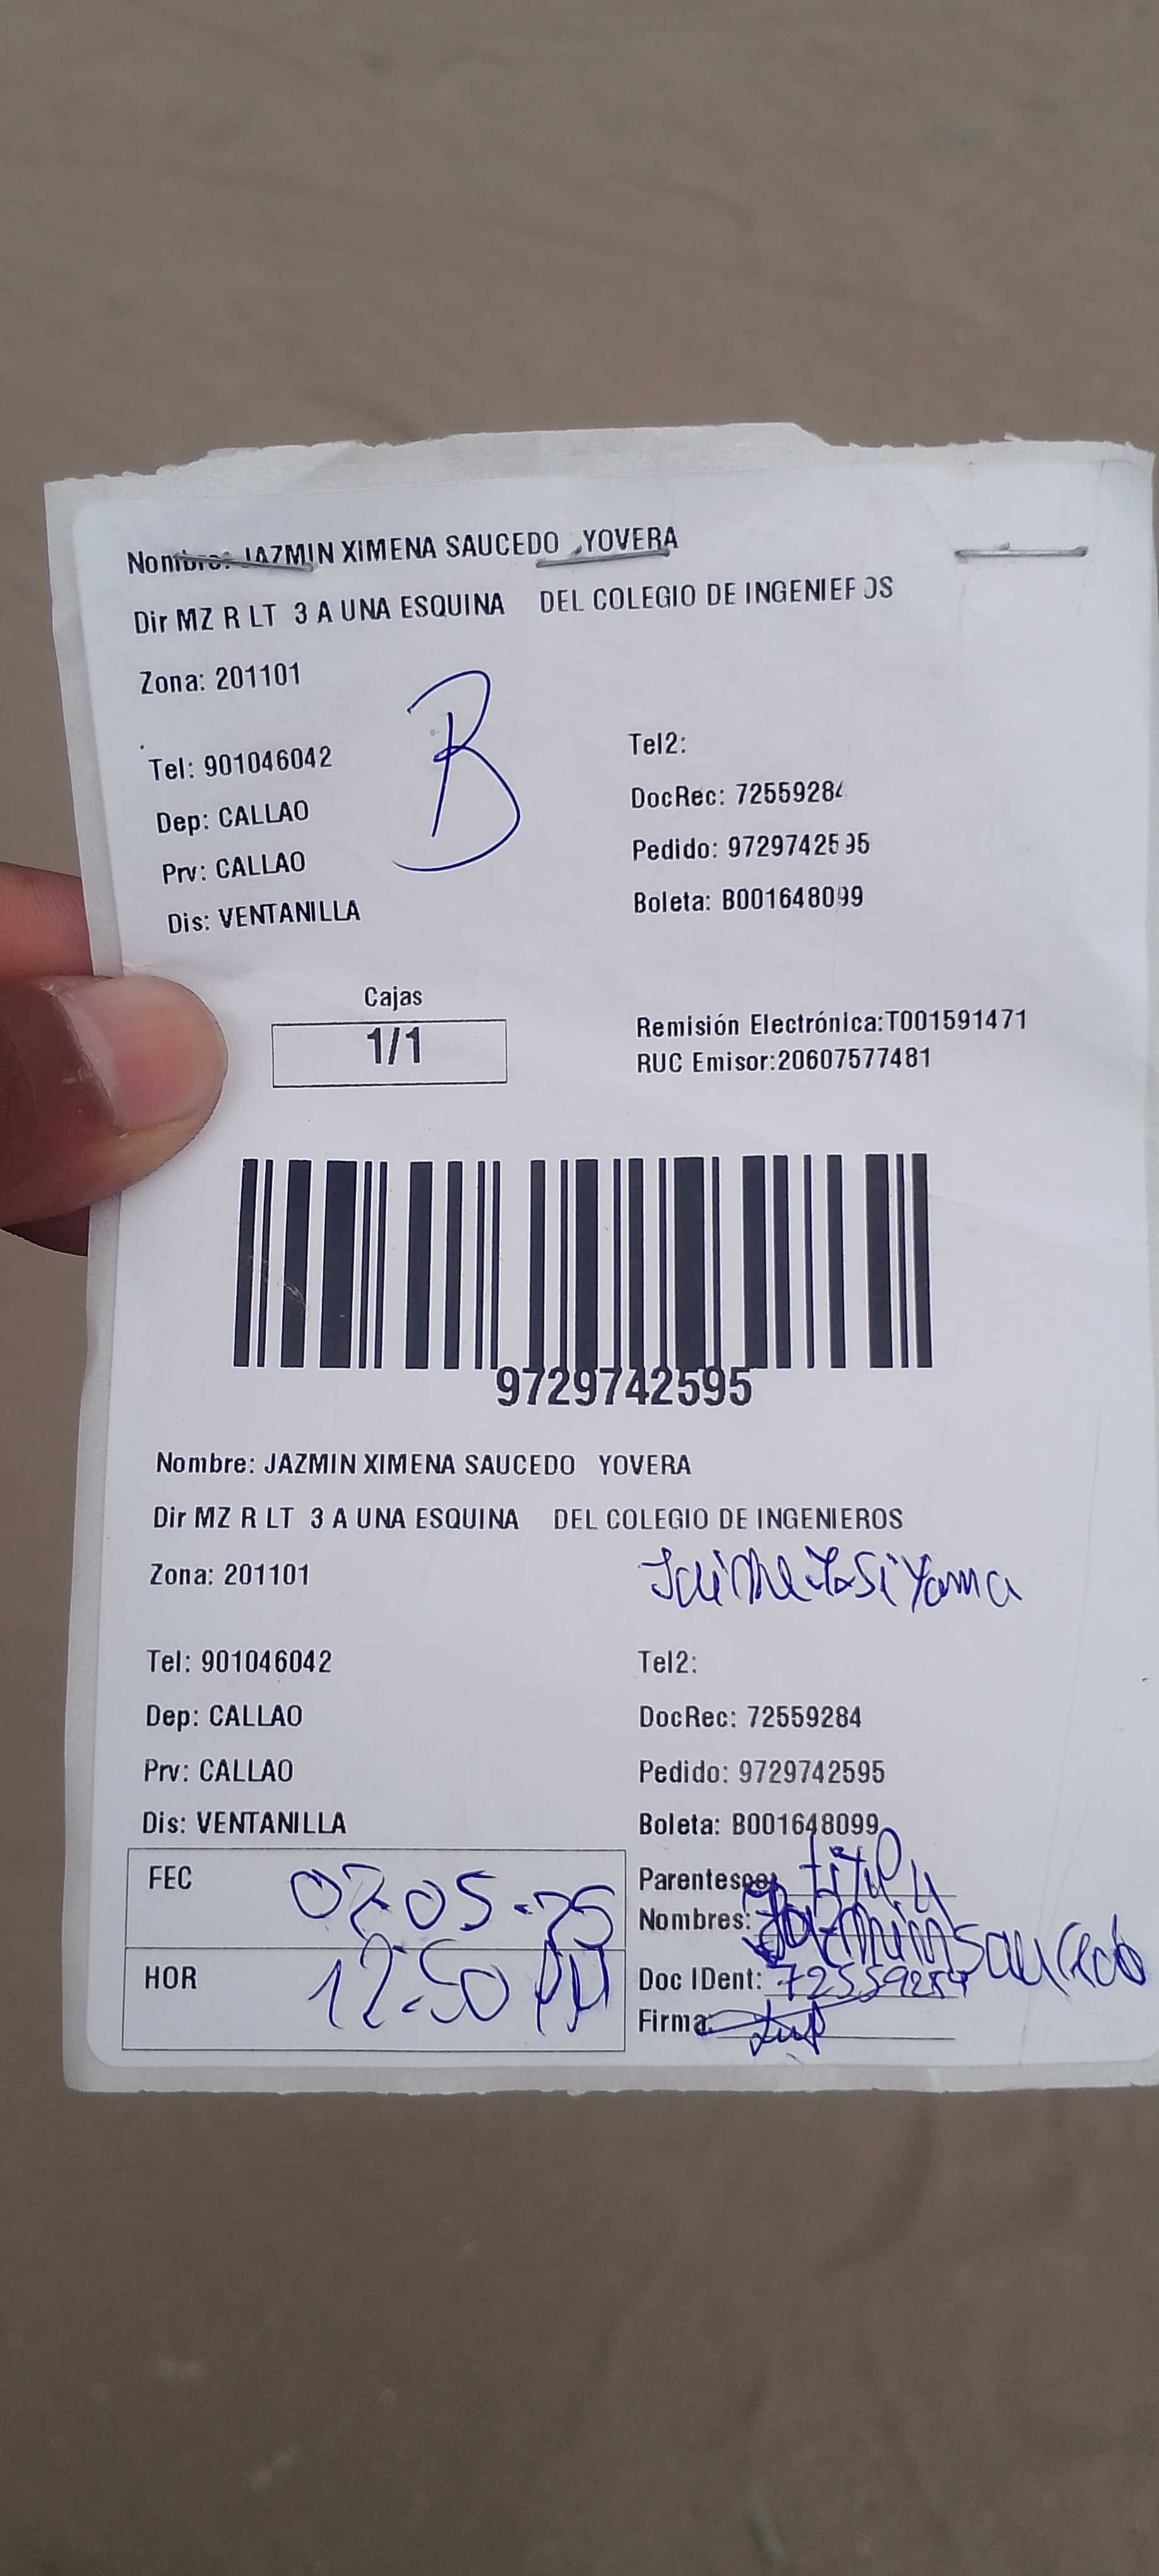 Nombre: JAZMIN XIMENA SAUCEDO YOVERA
Dir MZ R LT 3 A UNA ESQUINA DEL COLEGIO DE INGENIEROS
Zona: 201101
B
Tel: 901046042 Tel2:
Dep: CALLAO DocRec: 72559284
Prv: CALLAO Pedido: 9729742595
Dis: VENTANILLA Boleta: B001648099
Cajas
1/1
Remisión Electrónica:T001591471
RUC Emisor:20607577481
9729742595
Nombre: JAZMIN XIMENA SAUCEDO YOVERA
Dir MZ R LT 3 A UNA ESQUINA DEL COLEGIO DE INGENIEROS
Zona: 201101
Tel: 901046042 Tel2:
Dep: CALLAO DocRec: 72559284
Prv: CALLAO Pedido: 9729742595
Dis: VENTANILLA Boleta: B001648099
FEC 07-05-25 Parentesco:
Nombres: Jazmin Saucedo
HOR 12:50 PM Doc IDent: 72559284
Firma: